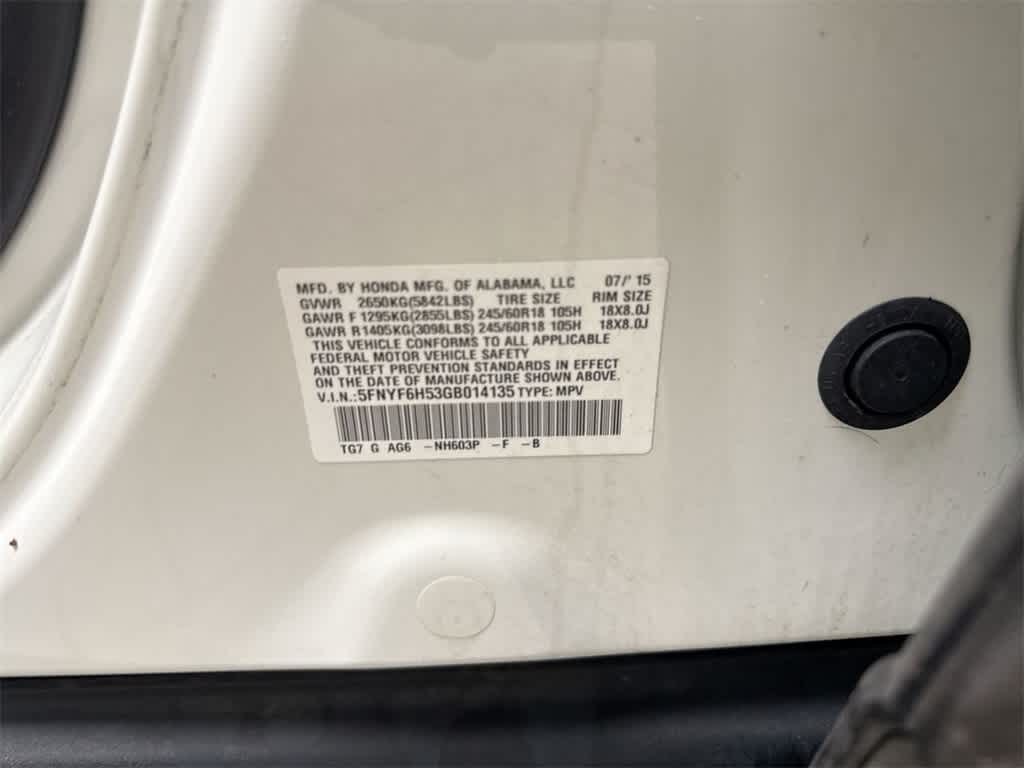 MFD. BY HONDA MFG. OF ALABAMA, LLC 07/' 15
GVWR 2650KG(5842LBS) TIRE SIZE RIM SIZE
GAWR F 1295KG(2855LBS) 245/60R18 105H 18X8.0J
GAWR R1405KG(3098LBS) 245/60R18 105H 18X8.0J
THIS VEHICLE CONFORMS TO ALL APPLICABLE
FEDERAL MOTOR VEHICLE SAFETY
AND THEFT PREVENTION STANDARDS IN EFFECT
ON THE DATE OF MANUFACTURE SHOWN ABOVE.
V.I.N.:5FNYF6H53GB014135 TYPE: MPV
TG7 G AG6 -NH603P -F -B